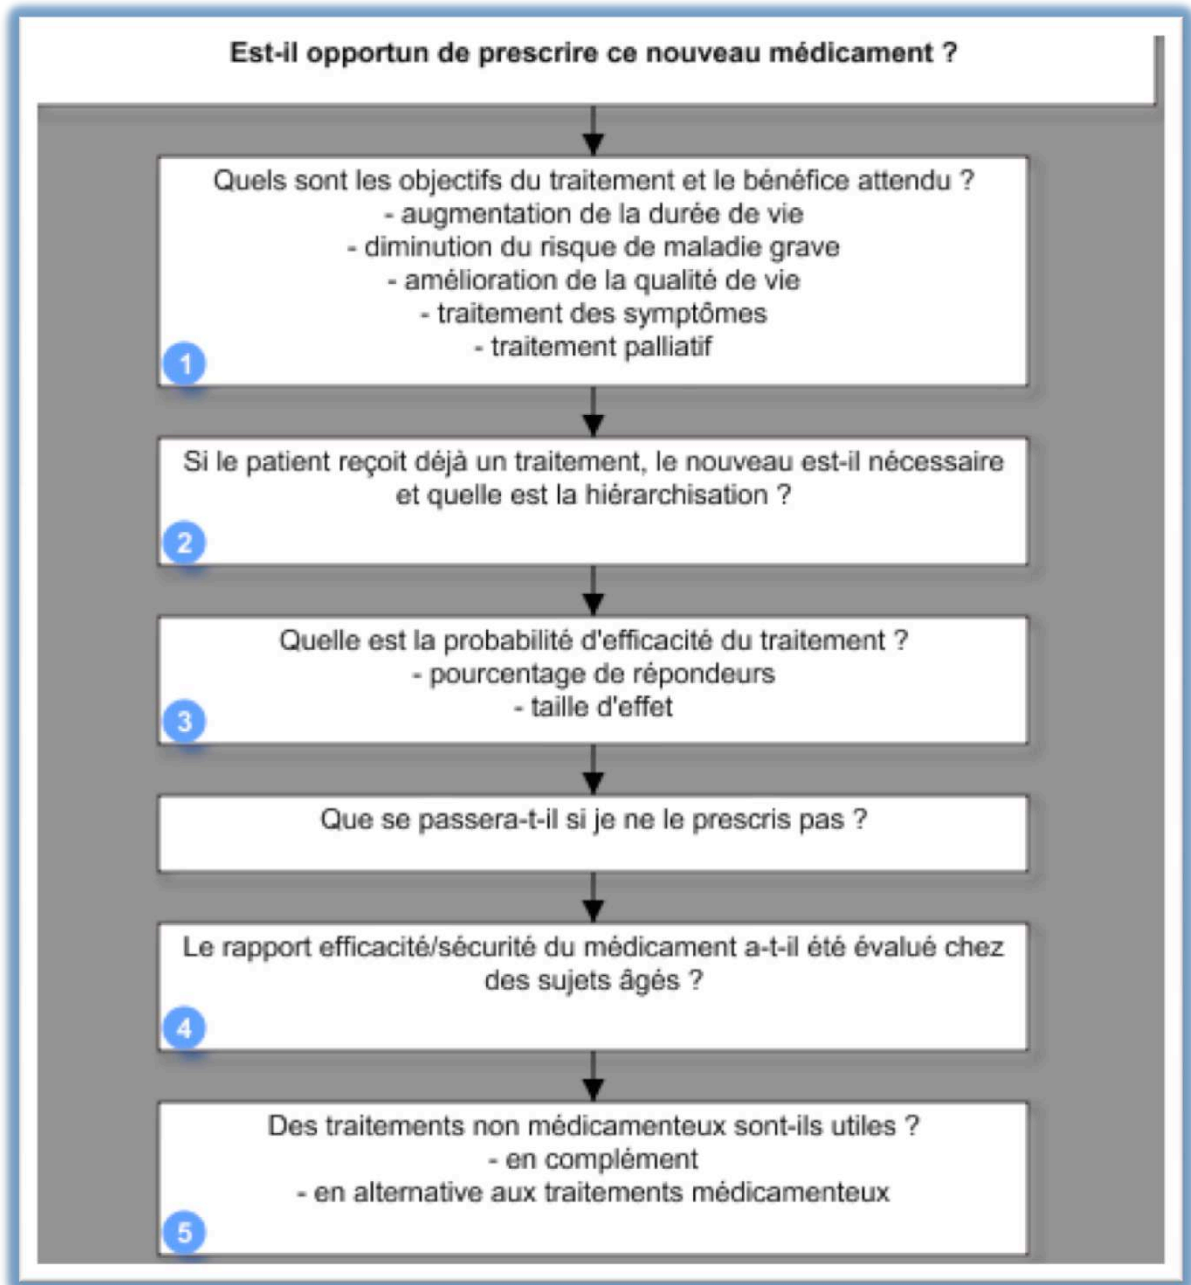 Est-il opportun de prescrire ce nouveau médicament ?
Quels sont les objectifs du traitement et le bénéfice attendu ?
- augmentation de la durée de vie
- diminution du risque de maladie grave
- amélioration de la qualité de vie
- traitement des symptômes
- traitement palliatif
1
Si le patient reçoit déjà un traitement, le nouveau est-il nécessaire
et quelle est la hiérarchisation ?
2
Quelle est la probabilité d'efficacité du traitement ?
- pourcentage de répondeurs
- taille d'effet
3
Que se passera-t-il si je ne le prescris pas ?
Le rapport efficacité/sécurité du médicament a-t-il été évalué chez
des sujets âgés ?
4
Des traitements non médicamenteux sont-ils utiles ?
- en complément
- en alternative aux traitements médicamenteux
5